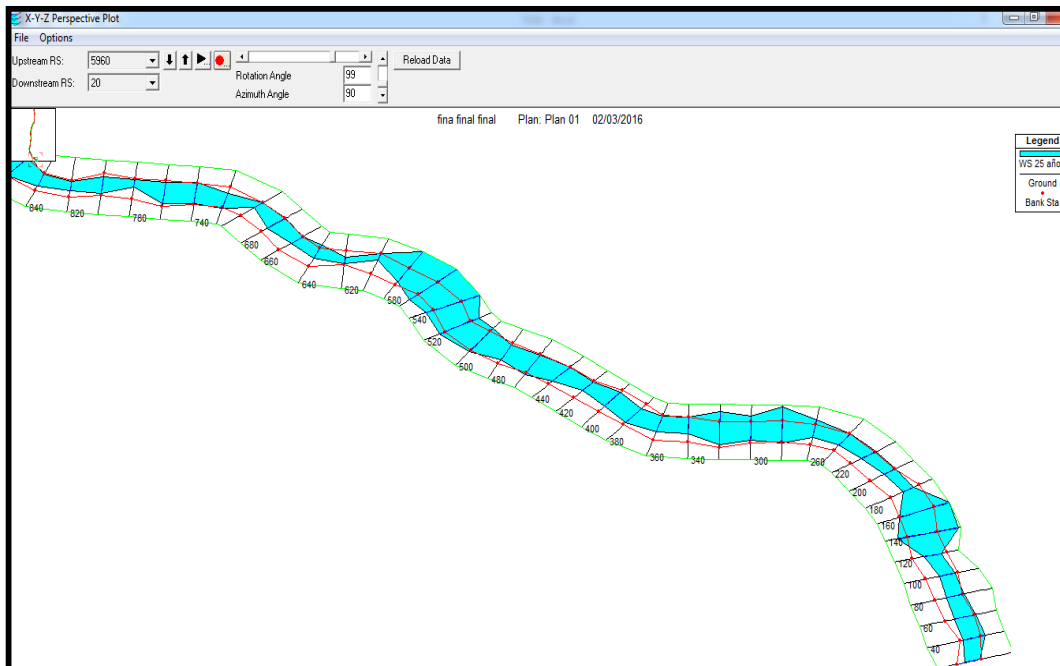 X-Y-Z Perspective Plot
File Options
Upstream RS: 5960
Downstream RS: 20
Rotation Angle 99
Azimuth Angle 90
Reload Data
fina final final Plan: Plan 01 02/03/2016
Legend
WS 25 año
Ground
Bank Sta
840
820
780
740
680
660
640
620
580
540
520
500
480
440
420
400
380
360
340
300
260
220
200
180
160
140
120
100
80
60
40